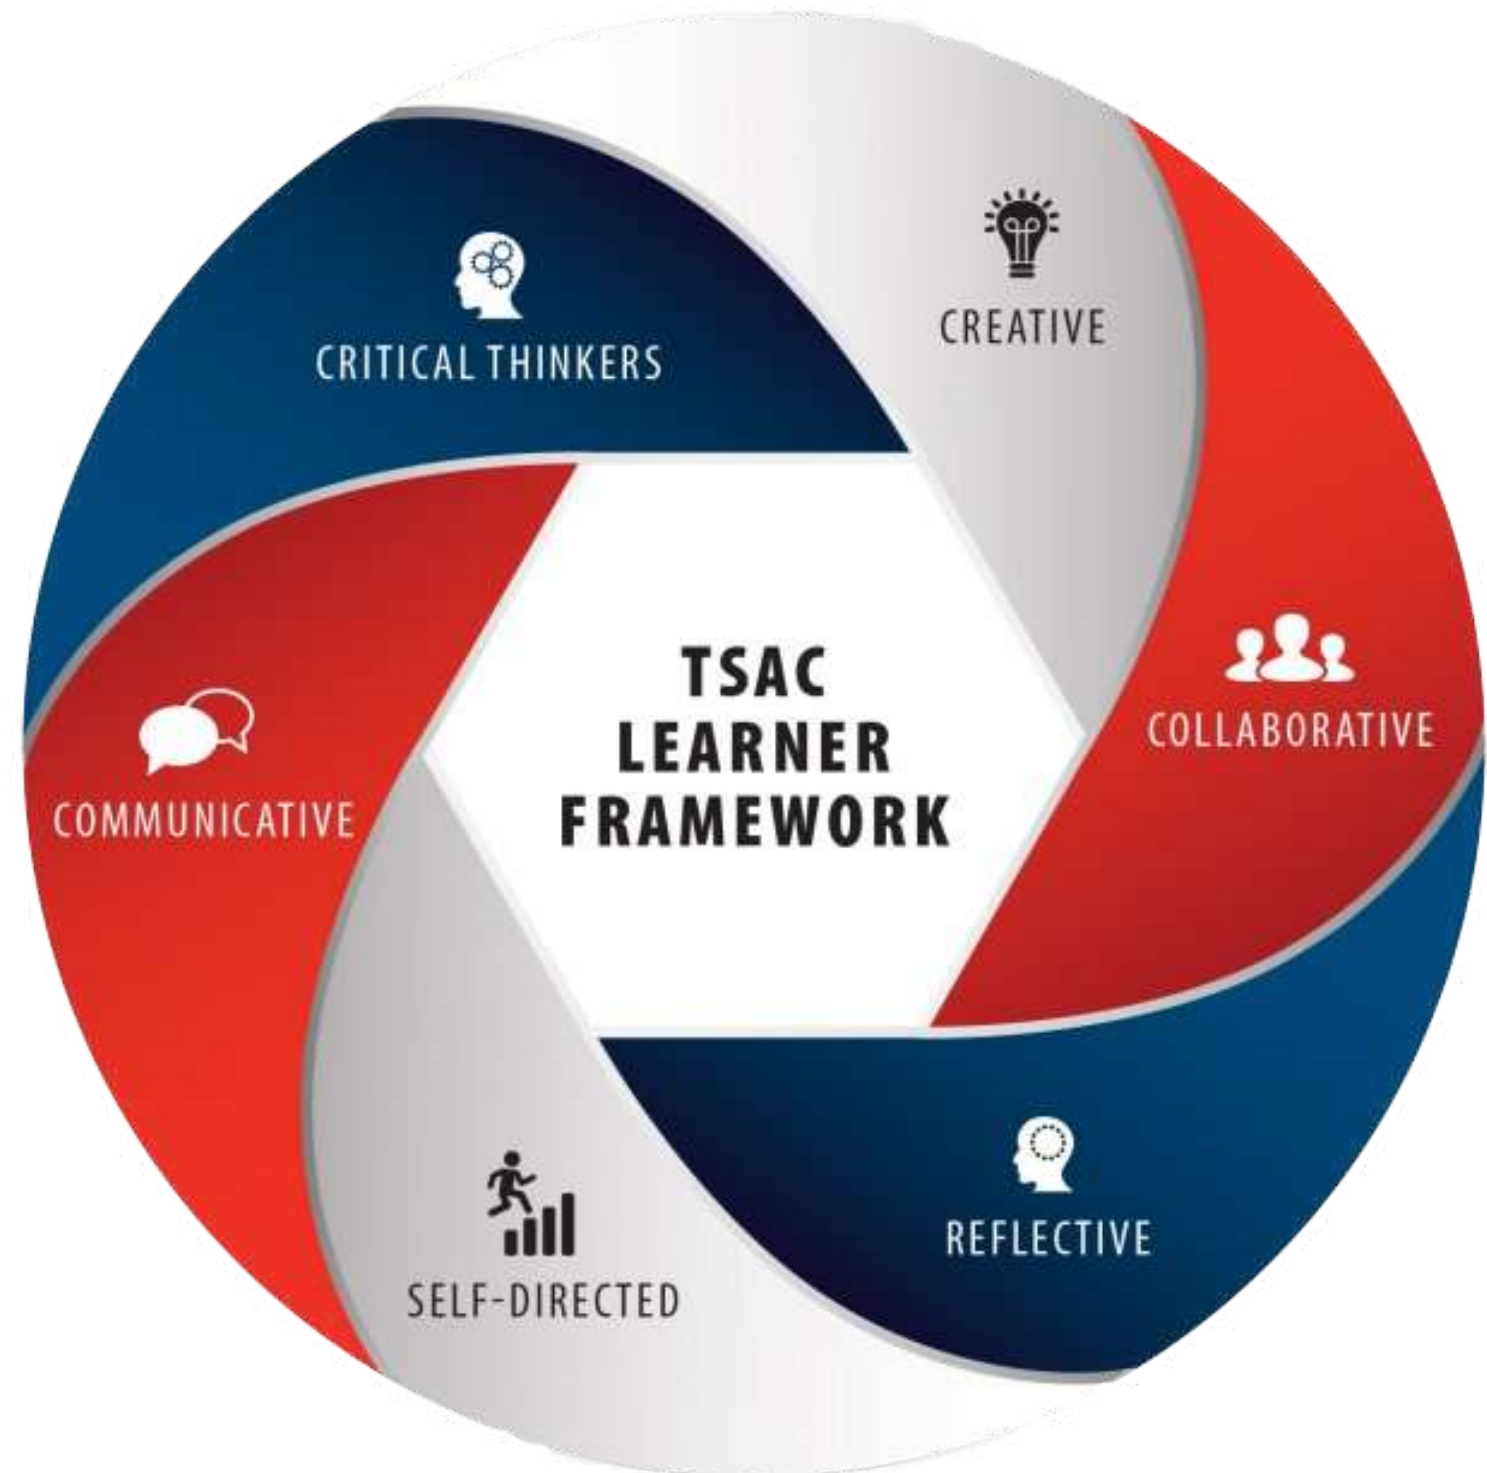 CREATIVE
CRITICAL THINKERS
TSAC
LEARNER
FRAMEWORK
COLLABORATIVE
COMMUNICATIVE
REFLECTIVE
SELF-DIRECTED